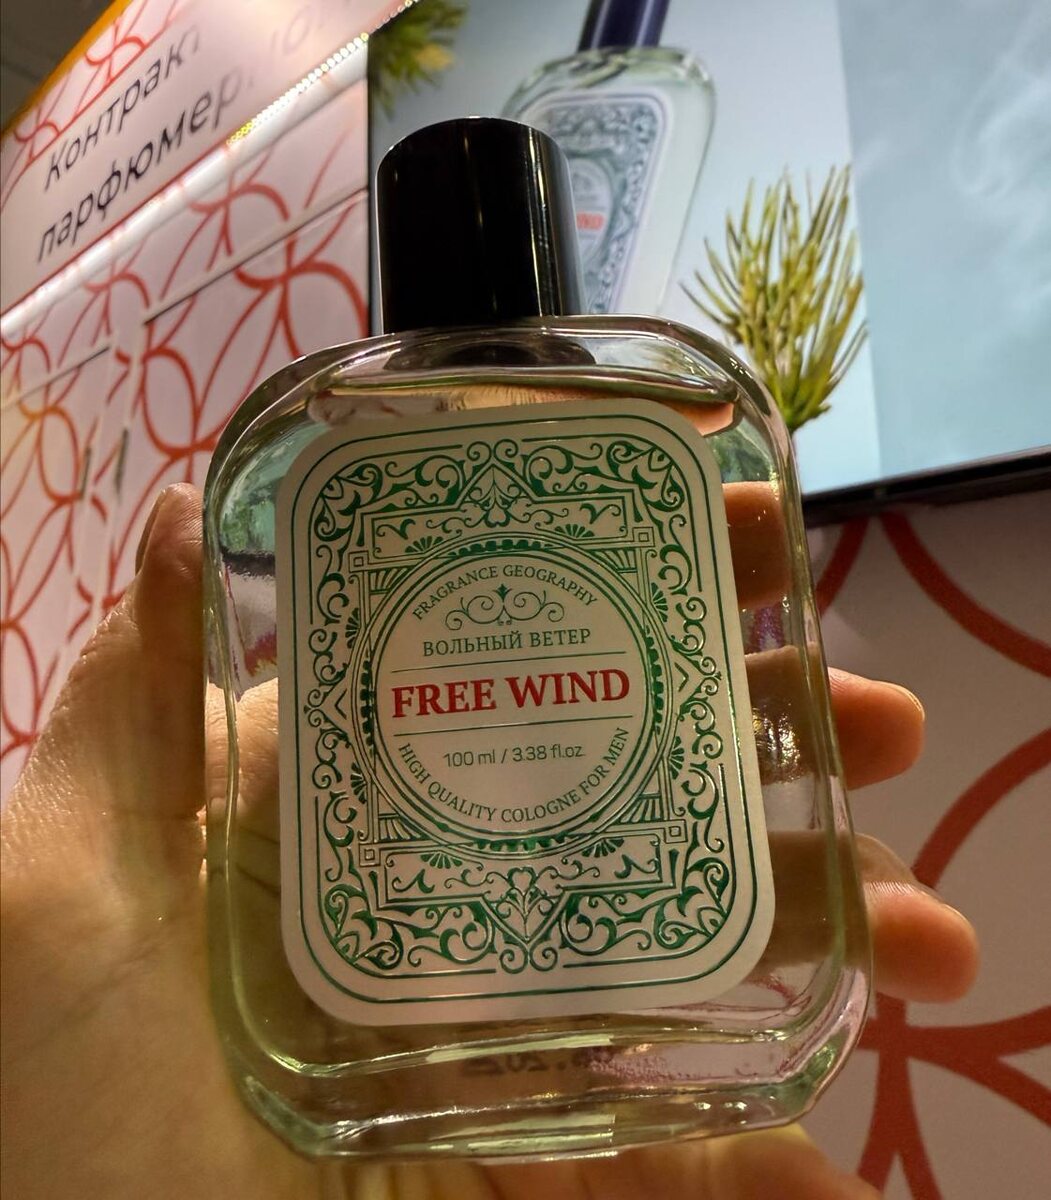 Контракт
парфюмер
FRAGRANCE GEOGRAPHY
ВОЛЬНЫЙ ВЕТЕР
FREE WIND
100 ml / 3.38 fl.oz.
HIGH QUALITY COLOGNE FOR MEN